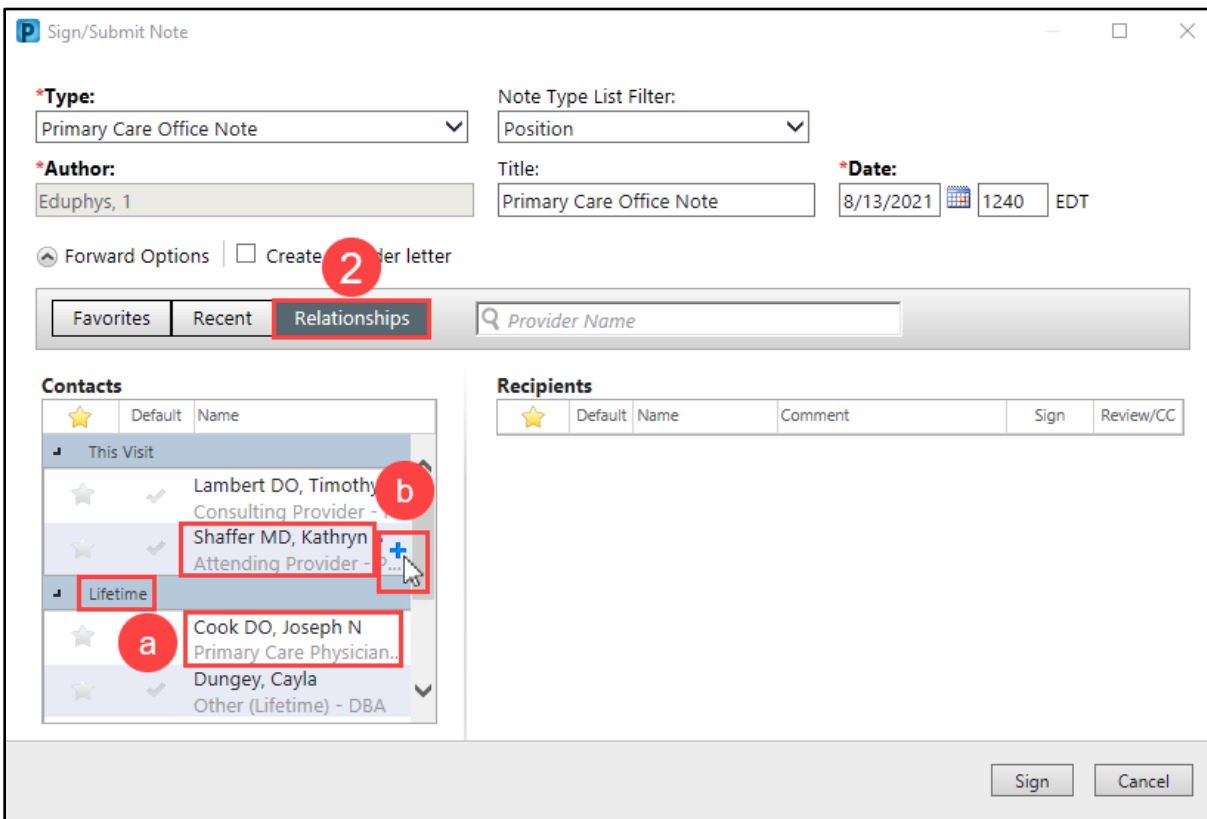 P Sign/Submit Note
*Type:
Note Type List Filter:
Primary Care Office Note
Position
*Author:
Title:
*Date:
Eduphys, 1
Primary Care Office Note
8/13/2021
1240
EDT
Forward Options
Create
der letter
2
Favorites
Recent
Relationships
Provider Name
Contacts
Recipients
Default
Name
Default
Name
Comment
Sign
Review/CC
This Visit
Lambert DO, Timothy
b
Consulting Provider -
Shaffer MD, Kathryn
Attending Provider - P...
Lifetime
a
Cook DO, Joseph N
Primary Care Physician..
Dungey, Cayla
Other (Lifetime) - DBA
Sign
Cancel